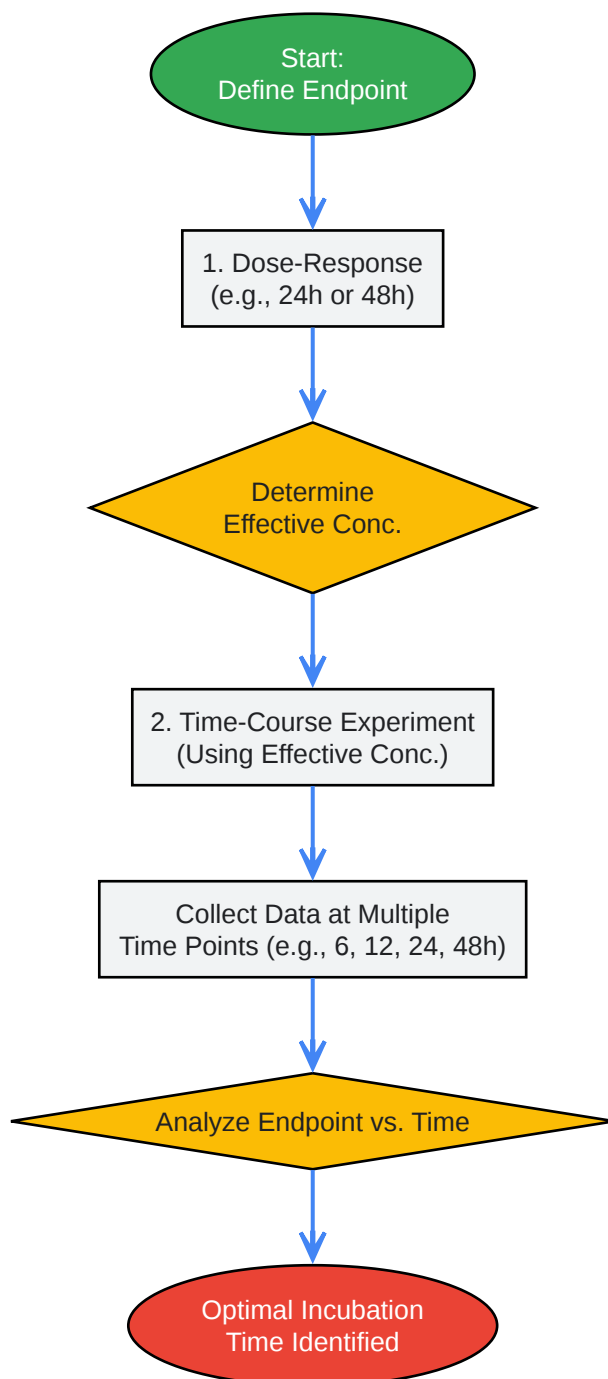 Start:
Define Endpoint
1. Dose-Response
(e.g., 24h or 48h)
Determine
Effective Conc.
2. Time-Course Experiment
(Using Effective Conc.)
Collect Data at Multiple
Time Points (e.g., 6, 12, 24, 48h)
Analyze Endpoint vs. Time
Optimal Incubation
Time Identified